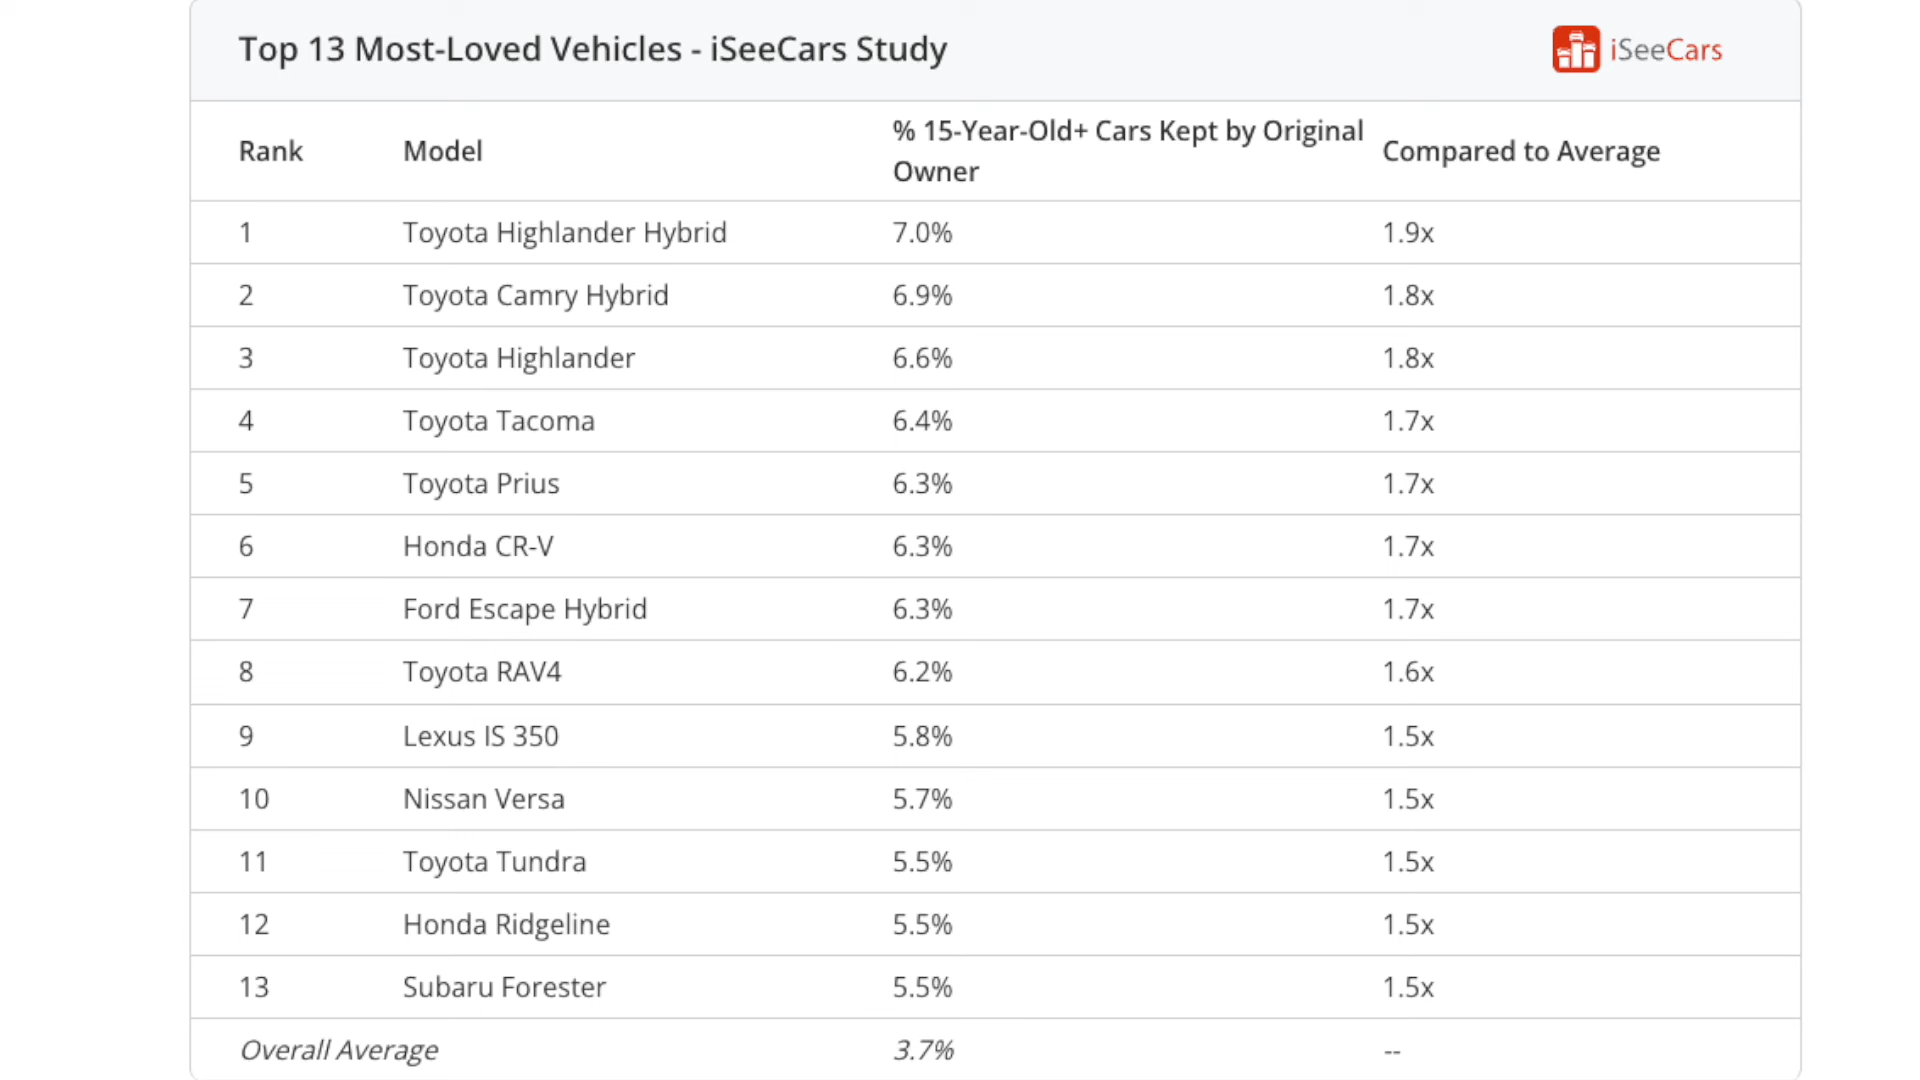 Top 13 Most-Loved Vehicles - iSeeCars Study
iSeeCars
Rank Model % 15-Year-Old+ Cars Kept by Original Owner Compared to Average
1 Toyota Highlander Hybrid 7.0% 1.9x
2 Toyota Camry Hybrid 6.9% 1.8x
3 Toyota Highlander 6.6% 1.8x
4 Toyota Tacoma 6.4% 1.7x
5 Toyota Prius 6.3% 1.7x
6 Honda CR-V 6.3% 1.7x
7 Ford Escape Hybrid 6.3% 1.7x
8 Toyota RAV4 6.2% 1.6x
9 Lexus IS 350 5.8% 1.5x
10 Nissan Versa 5.7% 1.5x
11 Toyota Tundra 5.5% 1.5x
12 Honda Ridgeline 5.5% 1.5x
13 Subaru Forester 5.5% 1.5x
Overall Average 3.7% --